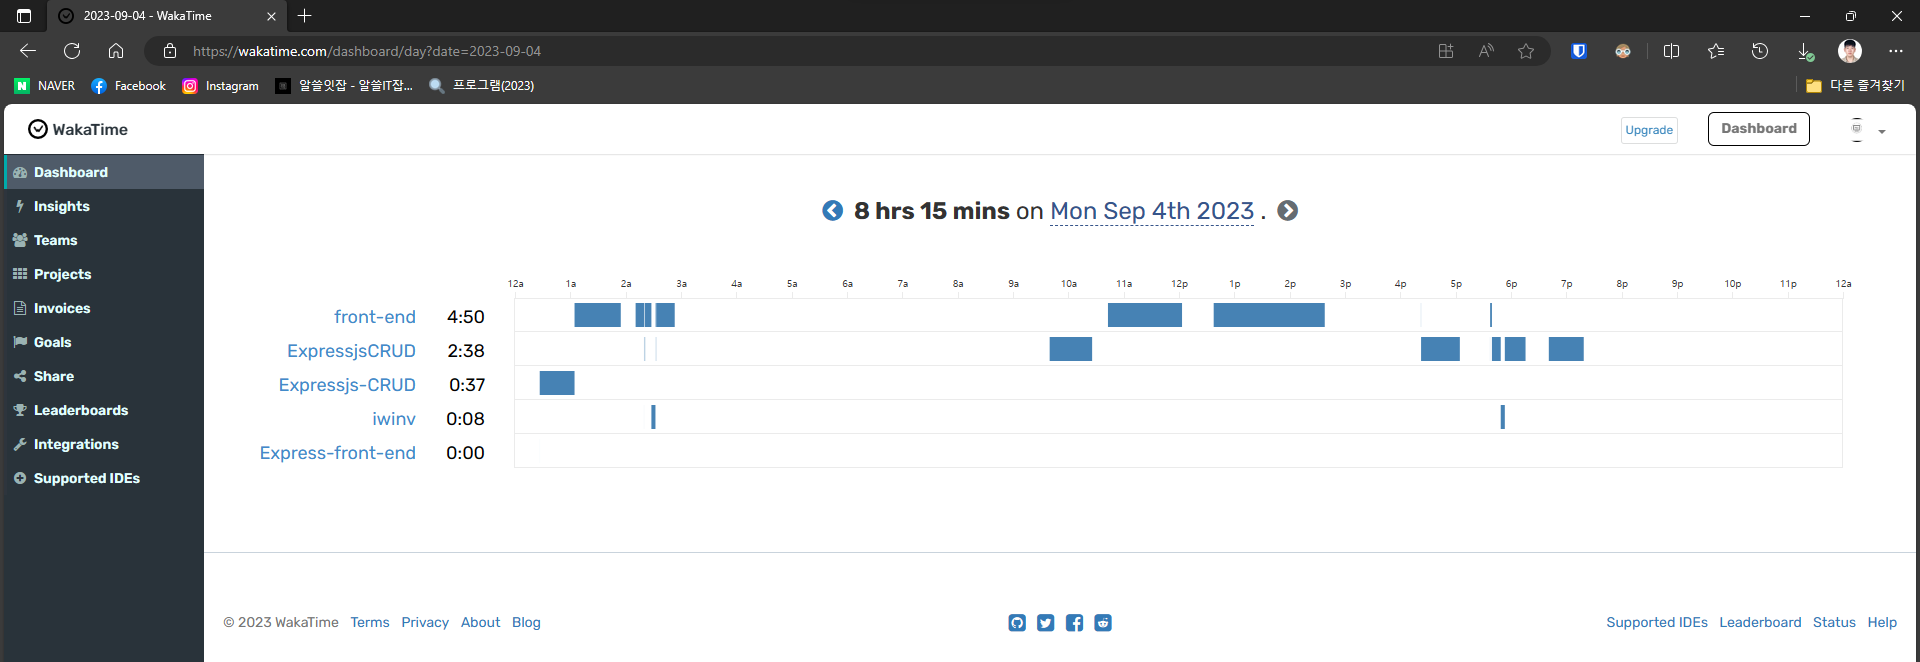 2023-09-04 - WakaTime
https://wakatime.com/dashboard/day?date=2023-09-04
NAVER Facebook Instagram 알쓸잇잡 - 알쓸IT잡... 프로그램(2023) 다른 즐겨찾기
WakaTime Upgrade Dashboard
Dashboard
Insights
Teams
Projects
Invoices
Goals
Share
Leaderboards
Integrations
Supported IDEs
8 hrs 15 mins on Mon Sep 4th 2023 .
12a 1a 2a 3a 4a 5a 6a 7a 8a 9a 10a 11a 12p 1p 2p 3p 4p 5p 6p 7p 8p 9p 10p 11p 12a
front-end 4:50
ExpressjsCRUD 2:38
Expressjs-CRUD 0:37
iwinv 0:08
Express-front-end 0:00
© 2023 WakaTime Terms Privacy About Blog Supported IDEs Leaderboard Status Help